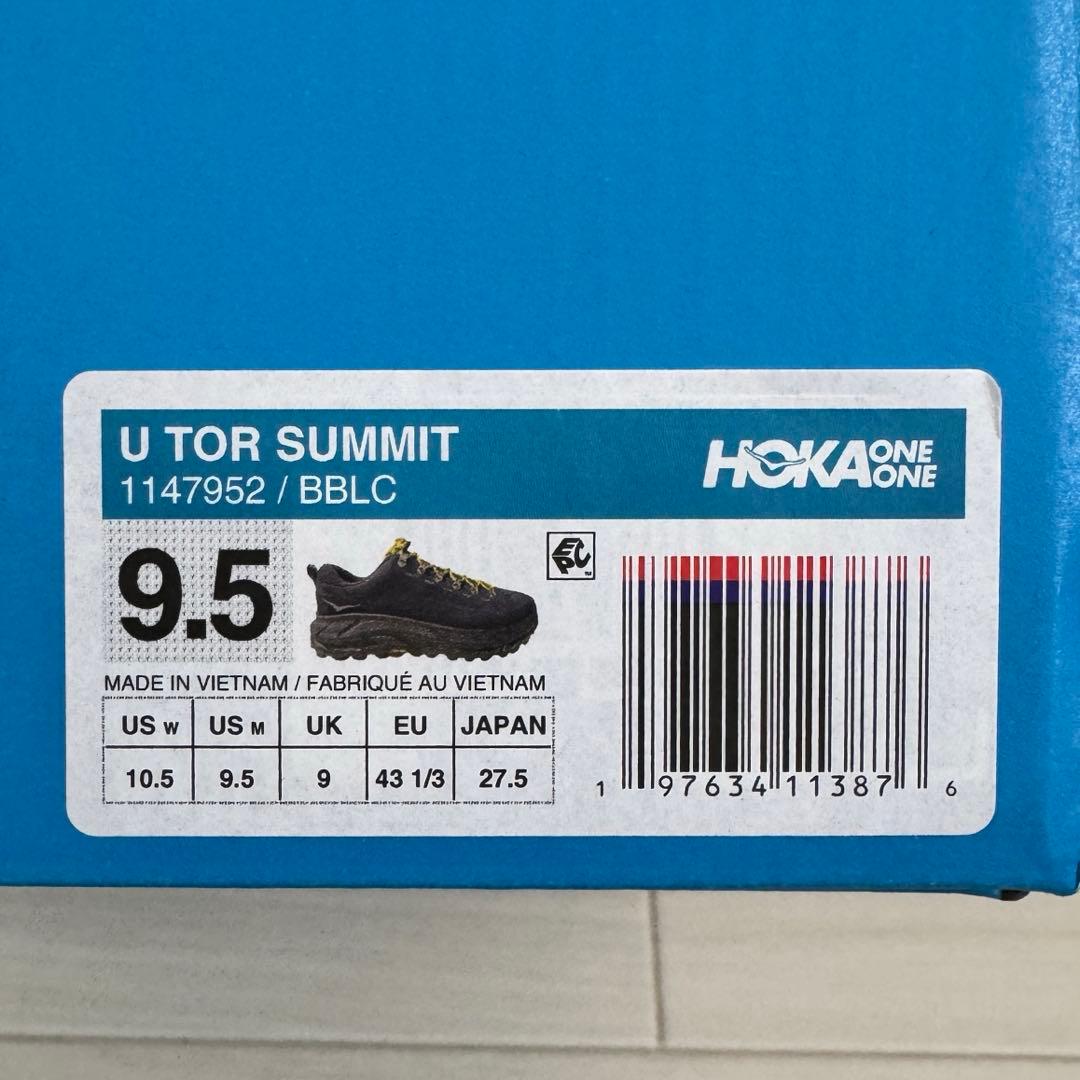 U TOR SUMMIT
1147952 / BBLC
HOKA ONE ONE
9.5
EPC
MADE IN VIETNAM / FABRIQUÉ AU VIETNAM
US W US M UK EU JAPAN
10.5 9.5 9 43 1/3 27.5
1 97634 11387 6